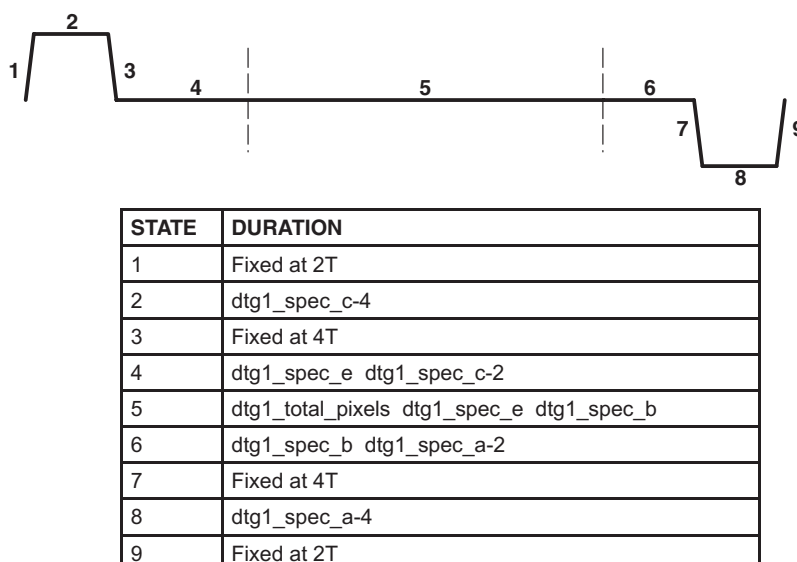 2
1
3
4
5
6
7
9
8
STATE DURATION
1 Fixed at 2T
2 dtg1_spec_c-4
3 Fixed at 4T
4 dtg1_spec_e dtg1_spec_c-2
5 dtg1_total_pixels dtg1_spec_e dtg1_spec_b
6 dtg1_spec_b dtg1_spec_a-2
7 Fixed at 4T
8 dtg1_spec_a-4
9 Fixed at 2T